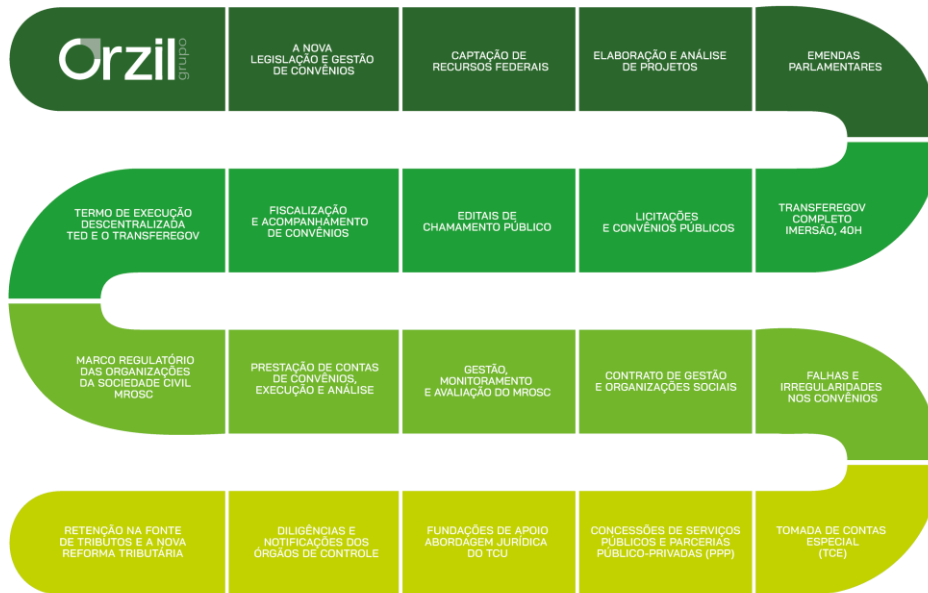 Orzil
grupo
A NOVA
LEGISLAÇÃO E GESTÃO
DE CONVÊNIOS
CAPTAÇÃO DE
RECURSOS FEDERAIS
ELABORAÇÃO E ANÁLISE
DE PROJETOS
EMENDAS
PARLAMENTARES
TERMO DE EXECUÇÃO
DESCENTRALIZADA
TED E O TRANSFEREGOV
FISCALIZAÇÃO
E ACOMPANHAMENTO
DE CONVÊNIOS
EDITAIS DE
CHAMAMENTO PÚBLICO
LICITAÇÕES
E CONVÊNIOS PÚBLICOS
TRANSFEREGOV
COMPLETO
IMERSÃO, 40H
MARCO REGULATÓRIO
DAS ORGANIZAÇÕES
DA SOCIEDADE CIVIL
MROSC
PRESTAÇÃO DE CONTAS
DE CONVÊNIOS,
EXECUÇÃO E ANÁLISE
GESTÃO,
MONITORAMENTO
E AVALIAÇÃO DO MROSC
CONTRATO DE GESTÃO
E ORGANIZAÇÕES SOCIAIS
FALHAS E
IRREGULARIDADES
NOS CONVÊNIOS
RETENÇÃO NA FONTE
DE TRIBUTOS E A NOVA
REFORMA TRIBUTÁRIA
DILIGÊNCIAS E
NOTIFICAÇÕES DOS
ÓRGÃOS DE CONTROLE
FUNDAÇÕES DE APOIO
ABORDAGEM JURÍDICA
DO TCU
CONCESSÕES DE SERVIÇOS
PÚBLICOS E PARCERIAS
PÚBLICO-PRIVADAS (PPP)
TOMADA DE CONTAS
ESPECIAL
(TCE)